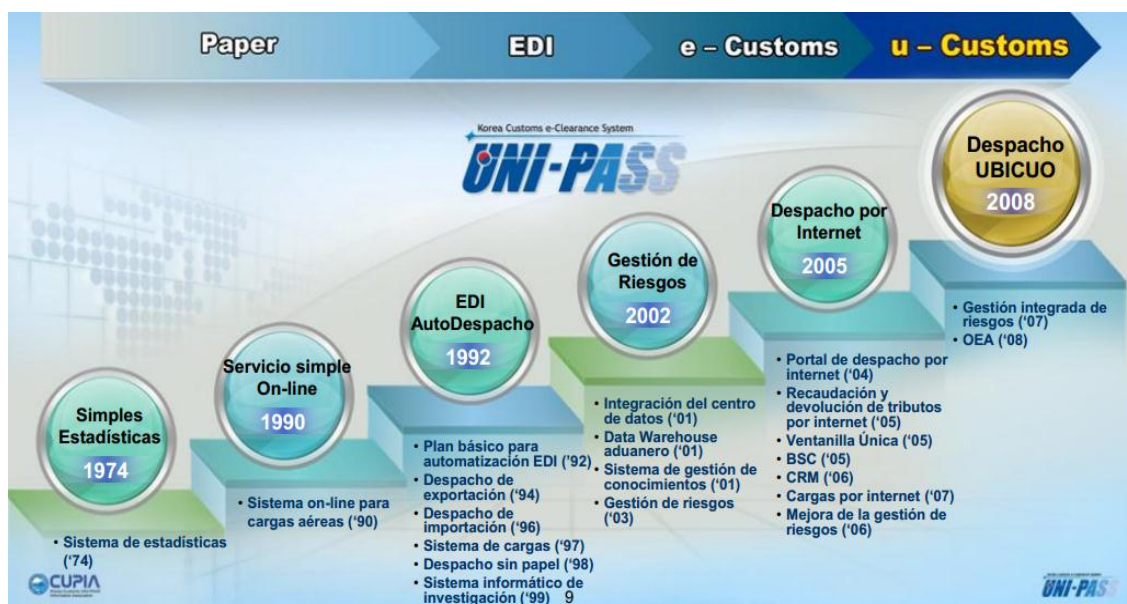 Paper
EDI
e – Customs
u – Customs
Korea Customs e-Clearance System
UNI-PASS
Simples
Estadísticas
1974
• Sistema de estadísticas
(‘74)
Servicio simple
On-line
1990
• Sistema on-line para
cargas aéreas (‘90)
EDI
AutoDespacho
1992
• Plan básico para
automatización EDI (‘92)
• Despacho de
exportación (‘94)
• Despacho de
importación (‘96)
• Sistema de cargas (‘97)
• Despacho sin papel (‘98)
• Sistema informático de
investigación (‘99)
Gestión de
Riesgos
2002
• Integración del centro
de datos (‘01)
• Data Warehouse
aduanero (‘01)
• Sistema de gestión de
conocimientos (‘01)
• Gestión de riesgos
(‘03)
Despacho por
Internet
2005
• Portal de despacho por
internet (‘04)
• Recaudación y
devolución de tributos
por internet (‘05)
• Ventanilla Única (‘05)
• BSC (‘05)
• CRM (‘06)
• Cargas por internet (‘07)
• Mejora de la gestión de
riesgos (‘06)
Despacho
UBICUO
2008
• Gestión integrada de
riesgos (‘07)
• OEA (‘08)
CUPIA
9
UNI-PASS